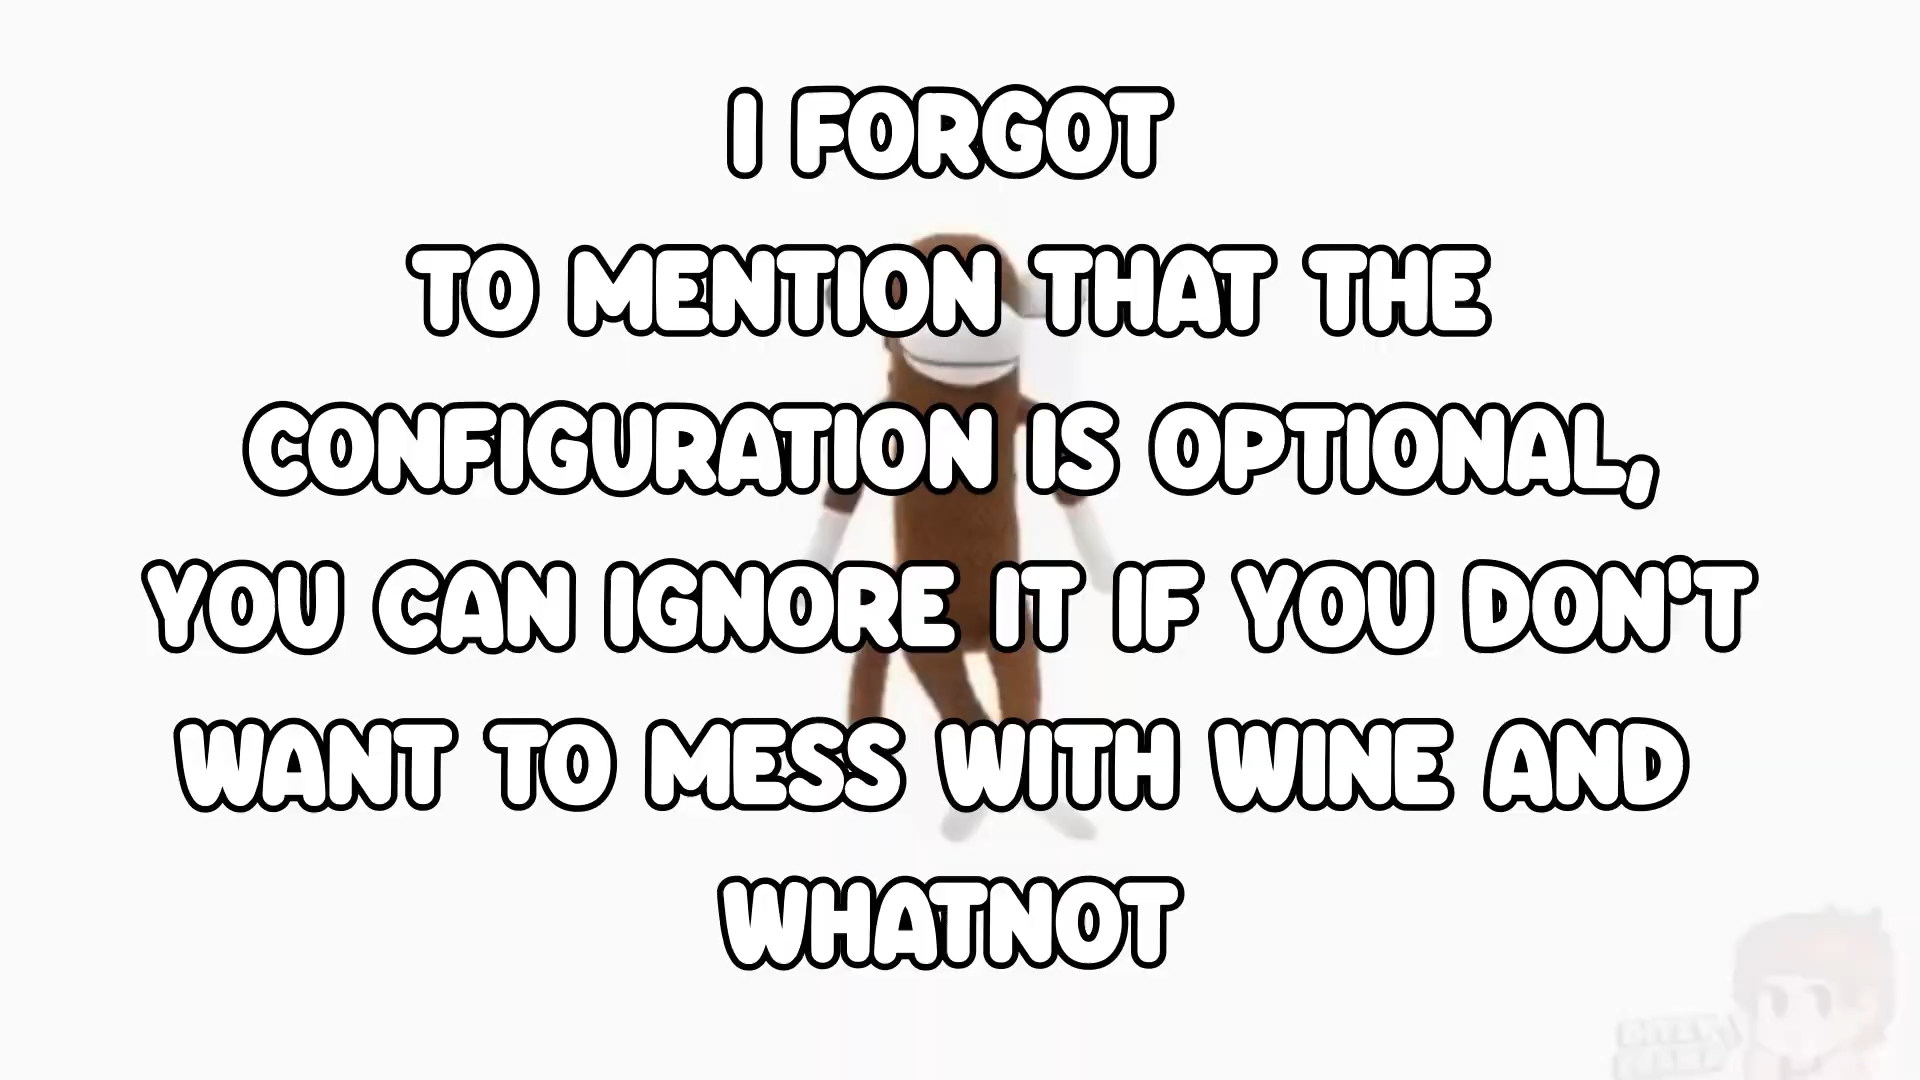 I FORGOT
TO MENTION THAT THE
CONFIGURATION IS OPTIONAL,
YOU CAN IGNORE IT IF YOU DON'T
WANT TO MESS WITH WINE AND
WHATNOT